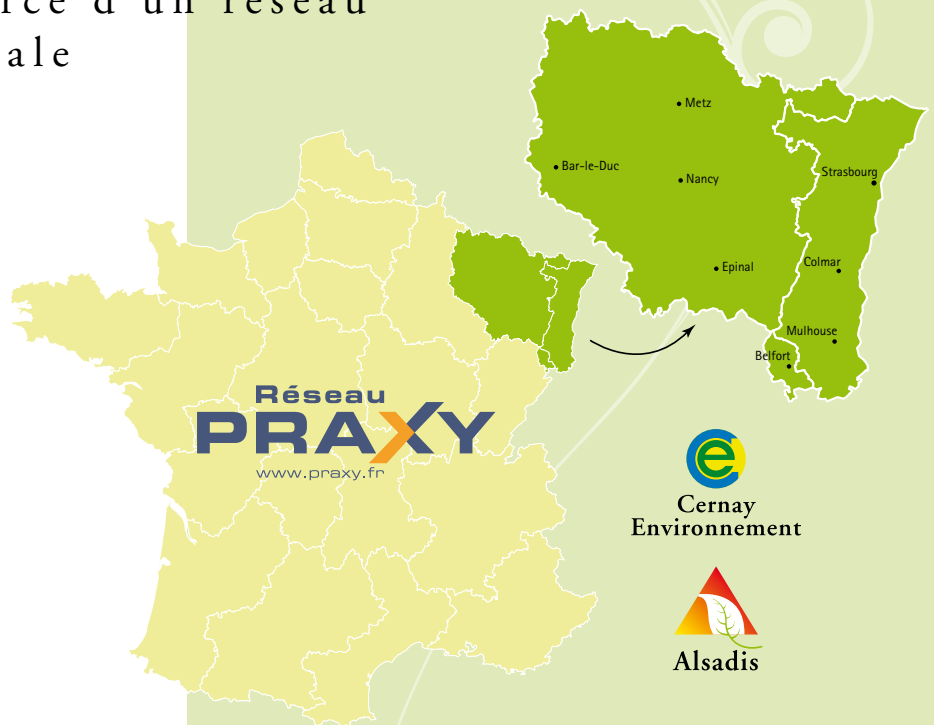 d'un réseau
ale
Metz
Bar-le-Duc
Nancy
Strasbourg
Epinal
Colmar
Mulhouse
Belfort
Réseau
PRAXY
www.praxy.fr
Cernay
Environnement
Alsadis